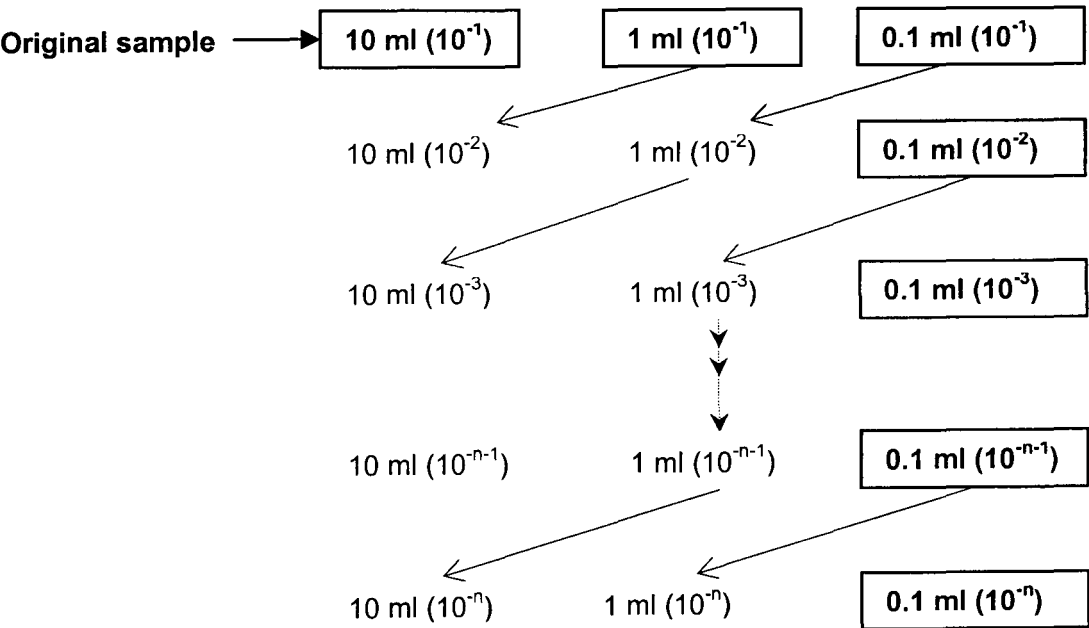 Original sample 10 ml (10⁻¹) 1 ml (10⁻¹) 0.1 ml (10⁻¹)
10 ml (10⁻²) 1 ml (10⁻²) 0.1 ml (10⁻²)
10 ml (10⁻³) 1 ml (10⁻³) 0.1 ml (10⁻³)
10 ml (10⁻ⁿ⁻¹) 1 ml (10⁻ⁿ⁻¹) 0.1 ml (10⁻ⁿ⁻¹)
10 ml (10⁻ⁿ) 1 ml (10⁻ⁿ) 0.1 ml (10⁻ⁿ)